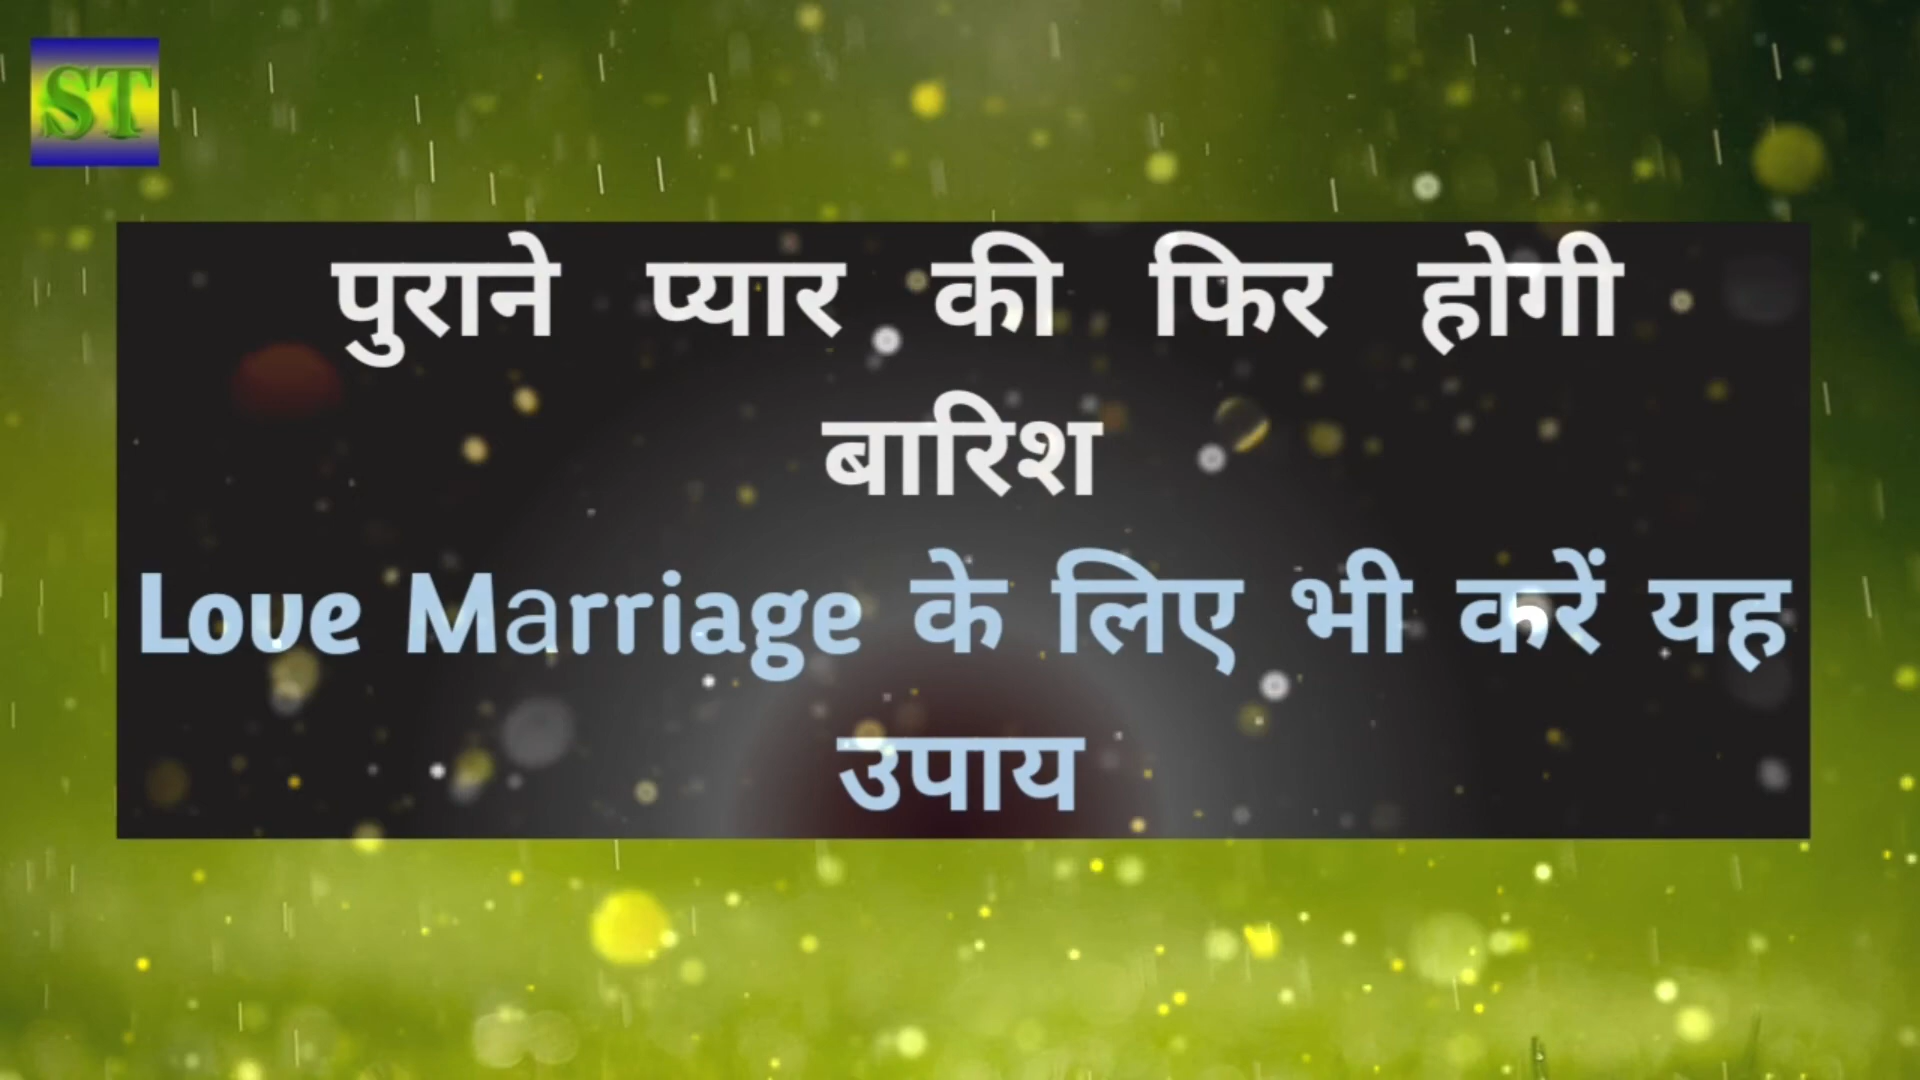 ST
पुराने प्यार की फिर होगी
बारिश
Love Marriage के लिए भी करें यह
उपाय